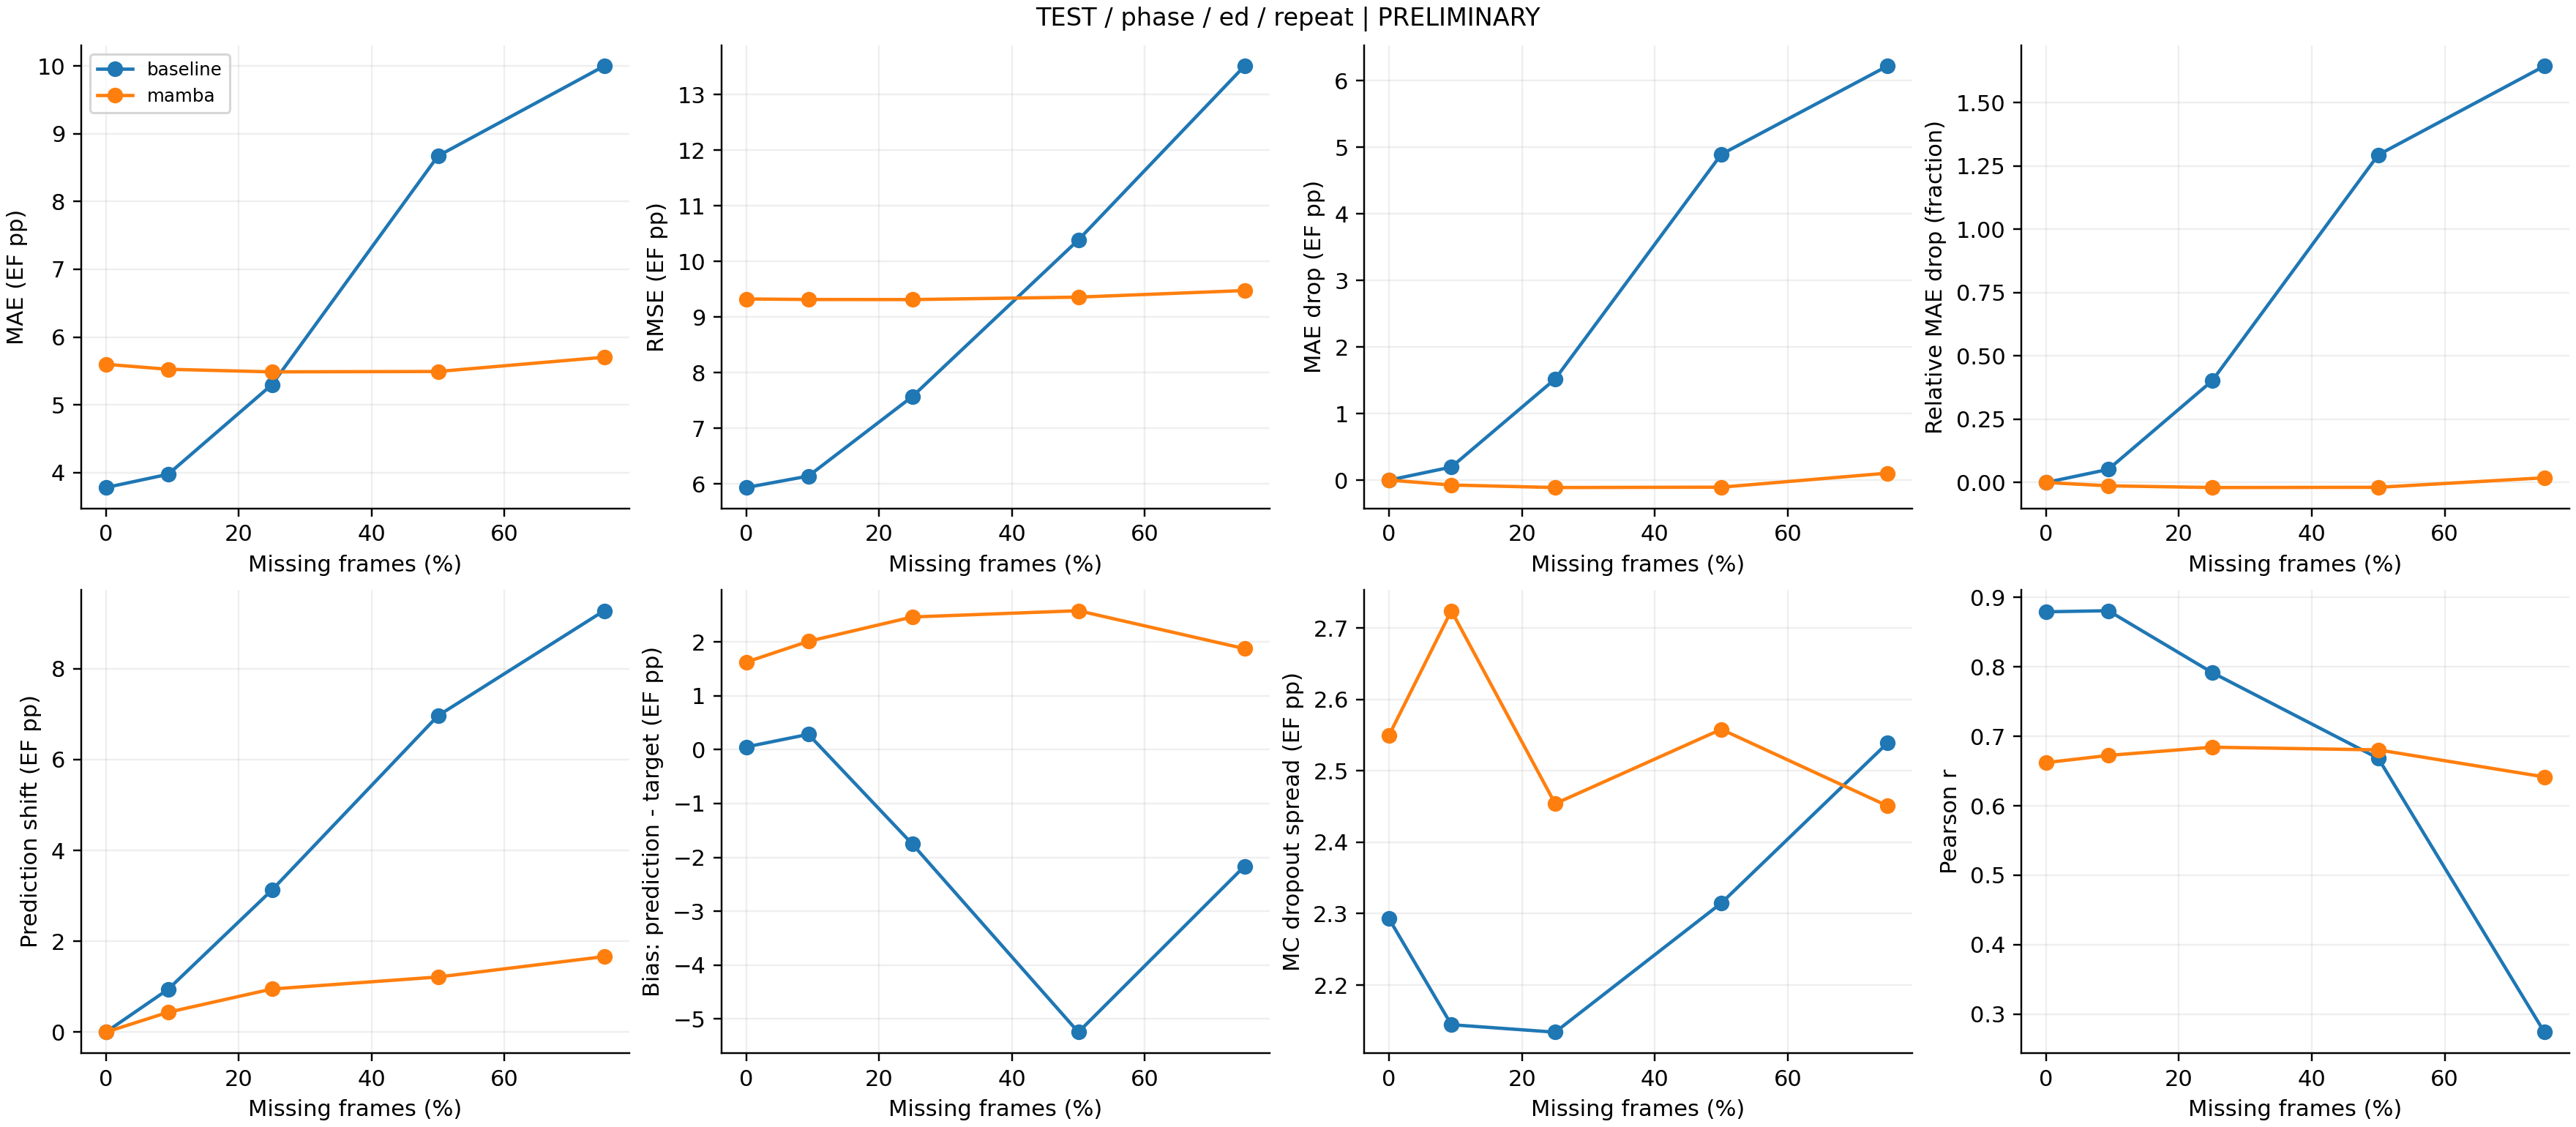 TEST / phase / ed / repeat | PRELIMINARY
MAE (EF pp)
10
9
8
7
6
5
4
baseline
mamba
0 20 40 60
Missing frames (%)
RMSE (EF pp)
13
12
11
10
9
8
7
6
0 20 40 60
Missing frames (%)
MAE drop (EF pp)
6
5
4
3
2
1
0
0 20 40 60
Missing frames (%)
Relative MAE drop (fraction)
1.50
1.25
1.00
0.75
0.50
0.25
0.00
0 20 40 60
Missing frames (%)
Prediction shift (EF pp)
8
6
4
2
0
0 20 40 60
Missing frames (%)
Bias: prediction - target (EF pp)
2
1
0
−1
−2
−3
−4
−5
0 20 40 60
Missing frames (%)
MC dropout spread (EF pp)
2.7
2.6
2.5
2.4
2.3
2.2
0 20 40 60
Missing frames (%)
Pearson r
0.9
0.8
0.7
0.6
0.5
0.4
0.3
0 20 40 60
Missing frames (%)